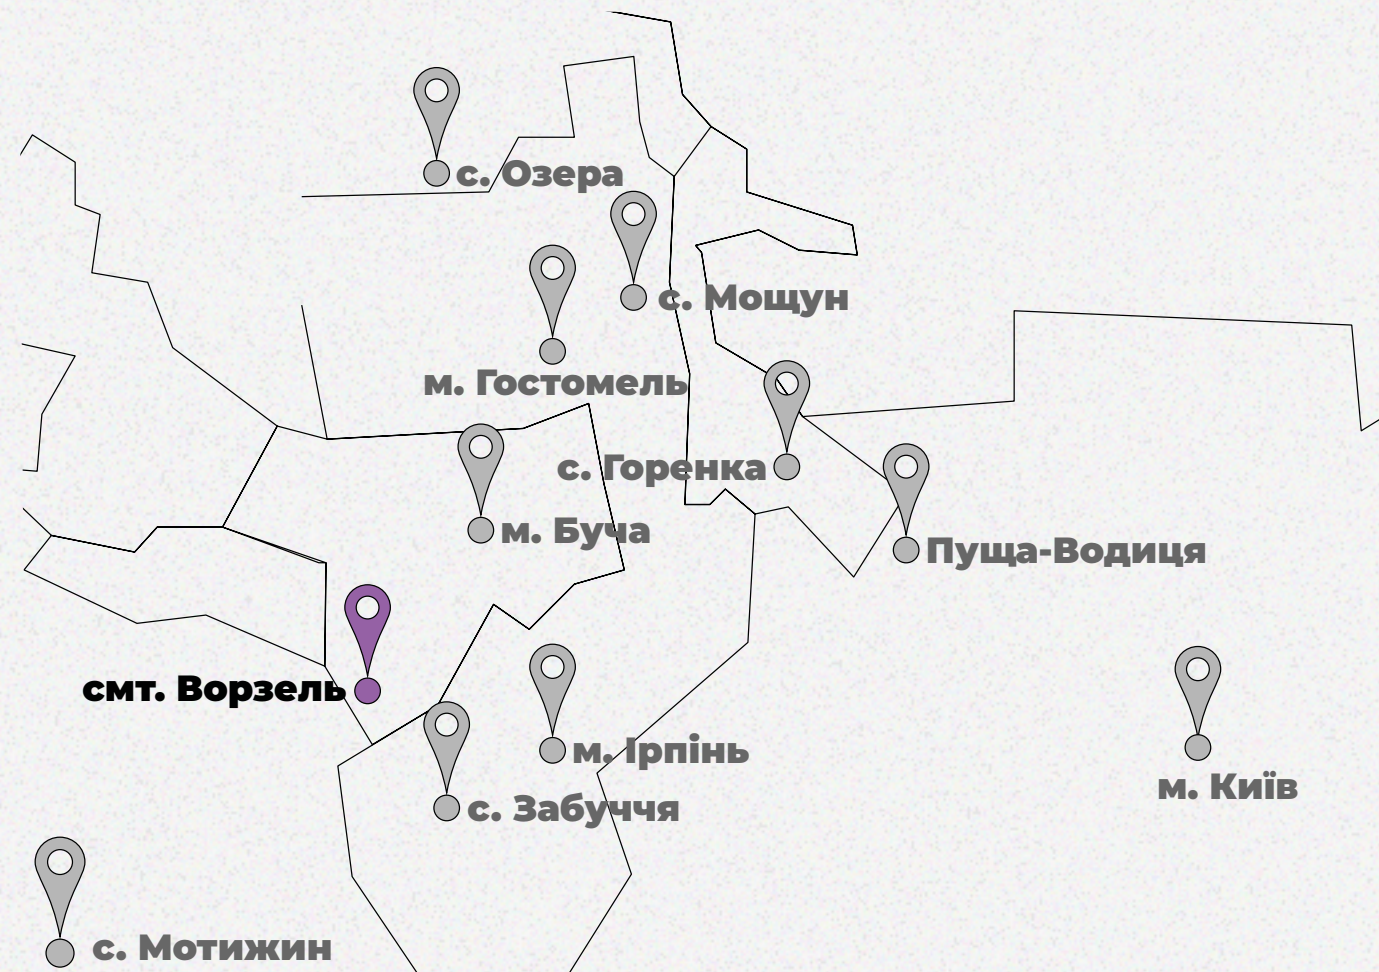 с. Озера
с. Мощун
м. Гостомель
с. Горенка
м. Буча
Пуща-Водиця
смт. Ворзель
м. Ірпінь
м. Київ
с. Забуччя
с. Мотижин